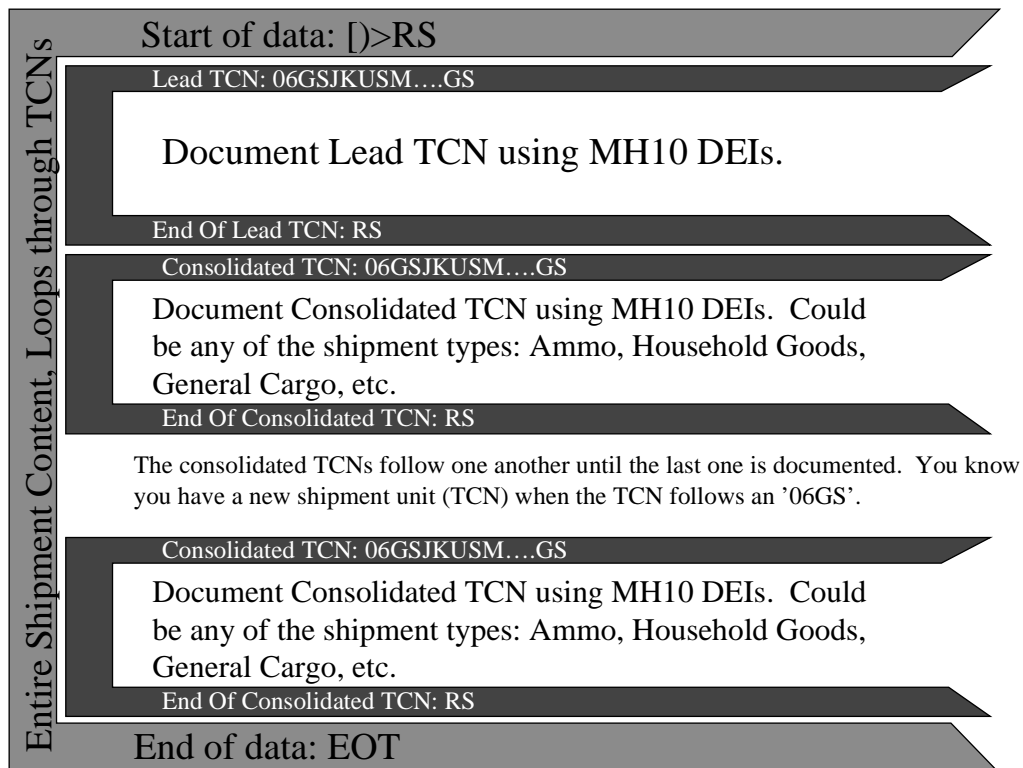 Entire Shipment Content, Loops through TCNs
Start of data: [)>RS
Lead TCN: 06GSJKUSM….GS
Document Lead TCN using MH10 DEIs.
End Of Lead TCN: RS
Consolidated TCN: 06GSJKUSM….GS
Document Consolidated TCN using MH10 DEIs.  Could
be any of the shipment types: Ammo, Household Goods,
General Cargo, etc.
End Of Consolidated TCN: RS
The consolidated TCNs follow one another until the last one is documented.  You know
you have a new shipment unit (TCN) when the TCN follows an ’06GS’.
Consolidated TCN: 06GSJKUSM….GS
Document Consolidated TCN using MH10 DEIs.  Could
be any of the shipment types: Ammo, Household Goods,
General Cargo, etc.
End Of Consolidated TCN: RS
End of data: EOT